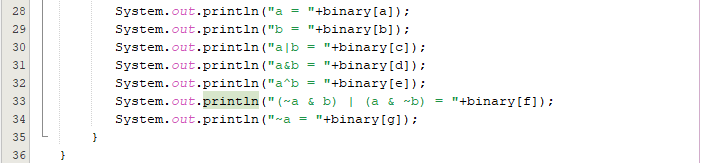 28 System.out.println("a = "+binary[a]);
29 System.out.println("b = "+binary[b]);
30 System.out.println("a|b = "+binary[c]);
31 System.out.println("a&b = "+binary[d]);
32 System.out.println("a^b = "+binary[e]);
33 System.out.println("(~a & b) | (a & ~b) = "+binary[f]);
34 System.out.println("~a = "+binary[g]);
35 }
36 }